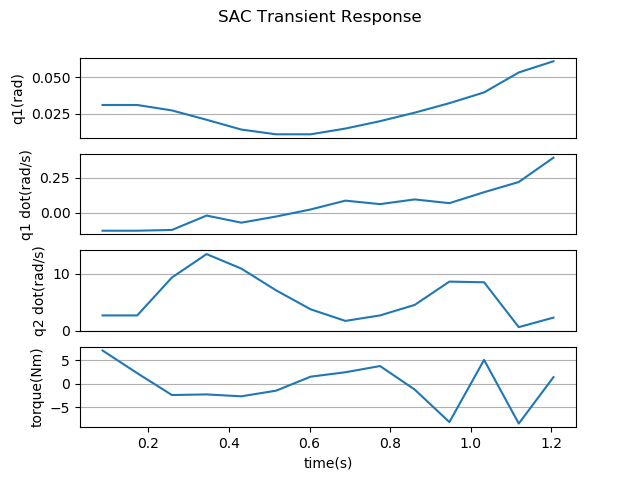 SAC Transient Response
q1(rad)
0.050
0.025
q1 dot(rad/s)
0.25
0.00
q2 dot(rad/s)
10
0
torque(Nm)
5
0
−5
0.2 0.4 0.6 0.8 1.0 1.2
time(s)